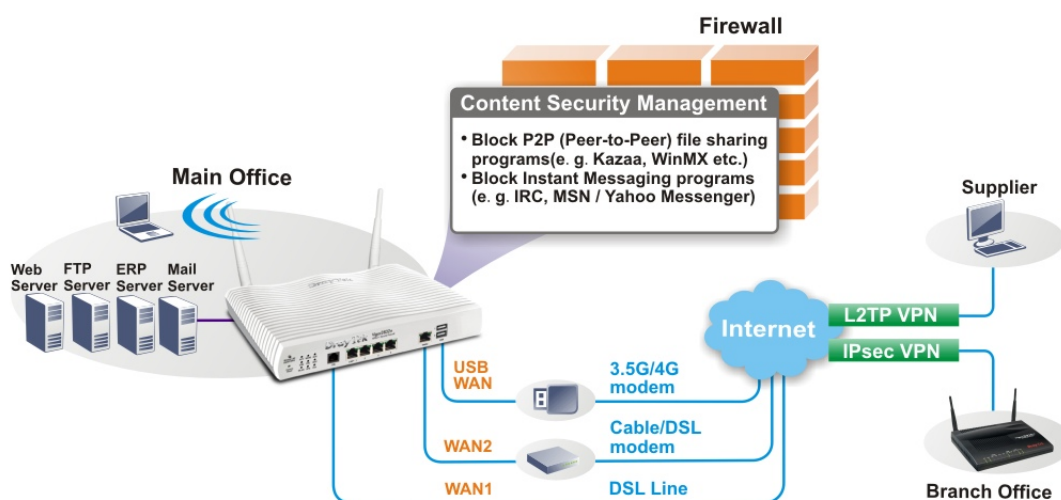 Firewall
Content Security Management
• Block P2P (Peer-to-Peer) file sharing
programs(e. g. Kazaa, WinMX etc.)
• Block Instant Messaging programs
(e. g. IRC, MSN / Yahoo Messenger)
Main Office
Web
Server
FTP
Server
ERP
Server
Mail
Server
DrayTek
Supplier
Internet
L2TP VPN
IPsec VPN
USB
WAN
3.5G/4G
modem
WAN2
Cable/DSL
modem
WAN1
DSL Line
Branch Office